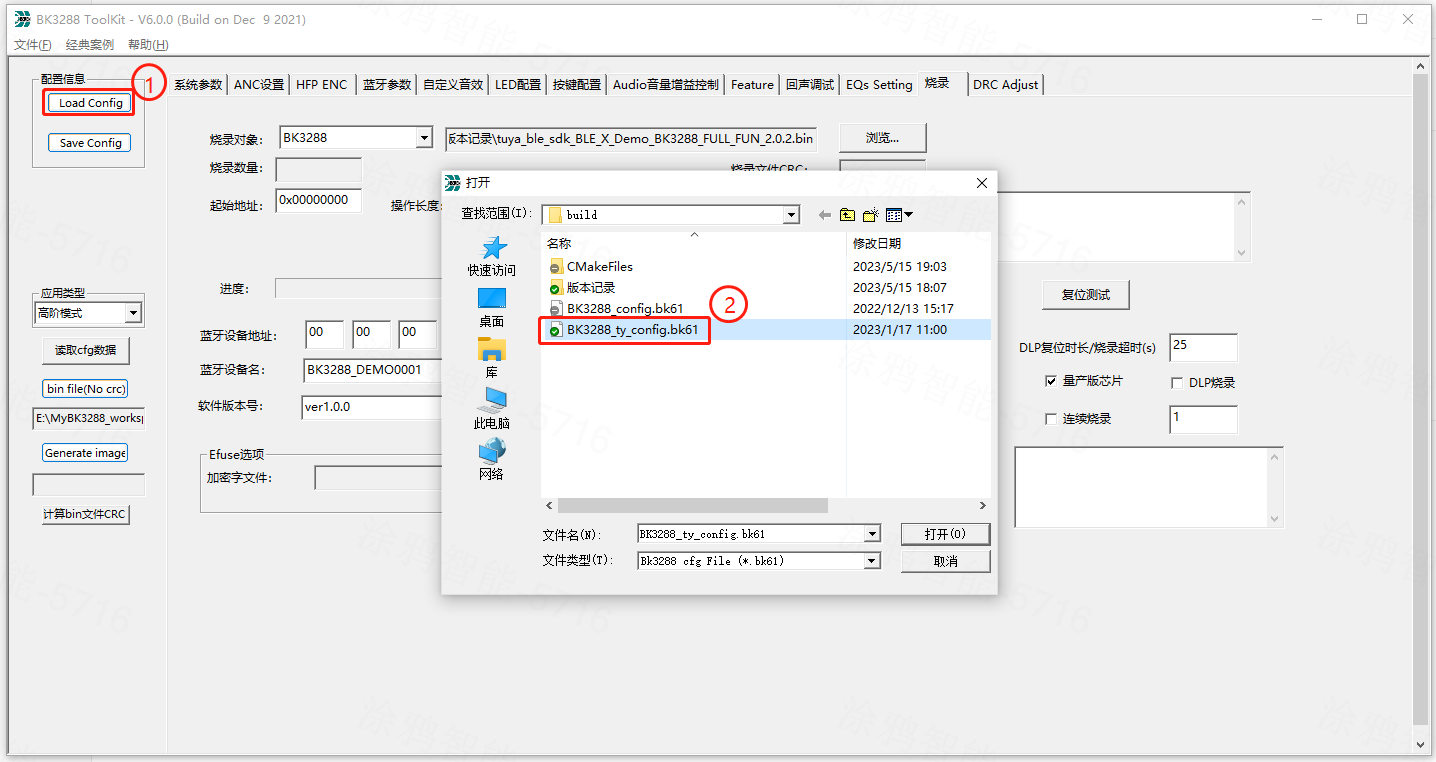 BK3288 ToolKit - V6.0.0 (Build on Dec 9 2021)
文件(F) 经典案例 帮助(H)
配置信息
1
Load Config
Save Config
系统参数 ANC设置 HFP ENC 蓝牙参数 自定义音效 LED配置 按键配置 Audio音量增益控制 Feature 回声调试 EQs Setting 烧录 DRC Adjust
烧录对象: BK3288 版本记录\tuya_ble_sdk_BLE_X_Demo_BK3288_FULL_FUN_2.0.2.bin 浏览...
烧录数量: 烧录文件CRC:
起始地址: 0x00000000 操作长度:
进度:
应用类型
高阶模式
读取cfg数据
bin file(No crc)
E:\MyBK3288_worksp
Generate image
计算bin文件CRC
蓝牙设备地址: 00 00 00
蓝牙设备名: BK3288_DEMO0001
软件版本号: ver1.0.0
Efuse选项
加密字文件:
打开
查找范围(I): build
快速访问
桌面
库
此电脑
网络
名称 修改日期
CMakeFiles 2023/5/15 19:03
版本记录 2023/5/15 18:07
BK3288_config.bk61 2022/12/13 15:17
BK3288_ty_config.bk61 2023/1/17 11:00
2
文件名(N): BK3288_ty_config.bk61 打开(O)
文件类型(T): Bk3288 cfg File (*.bk61) 取消
复位测试
DLP复位时长/烧录超时(s) 25
量产版芯片 DLP烧录
连续烧录 1
涂鸦智能-5716